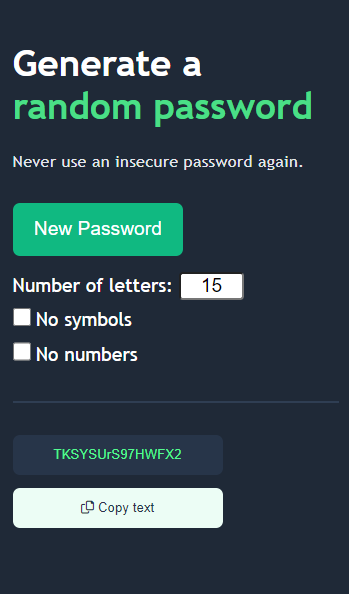 Generate a
random password
Never use an insecure password again.
New Password
Number of letters: 15
No symbols
No numbers
TKSYSUrS97HWFX2
Copy text